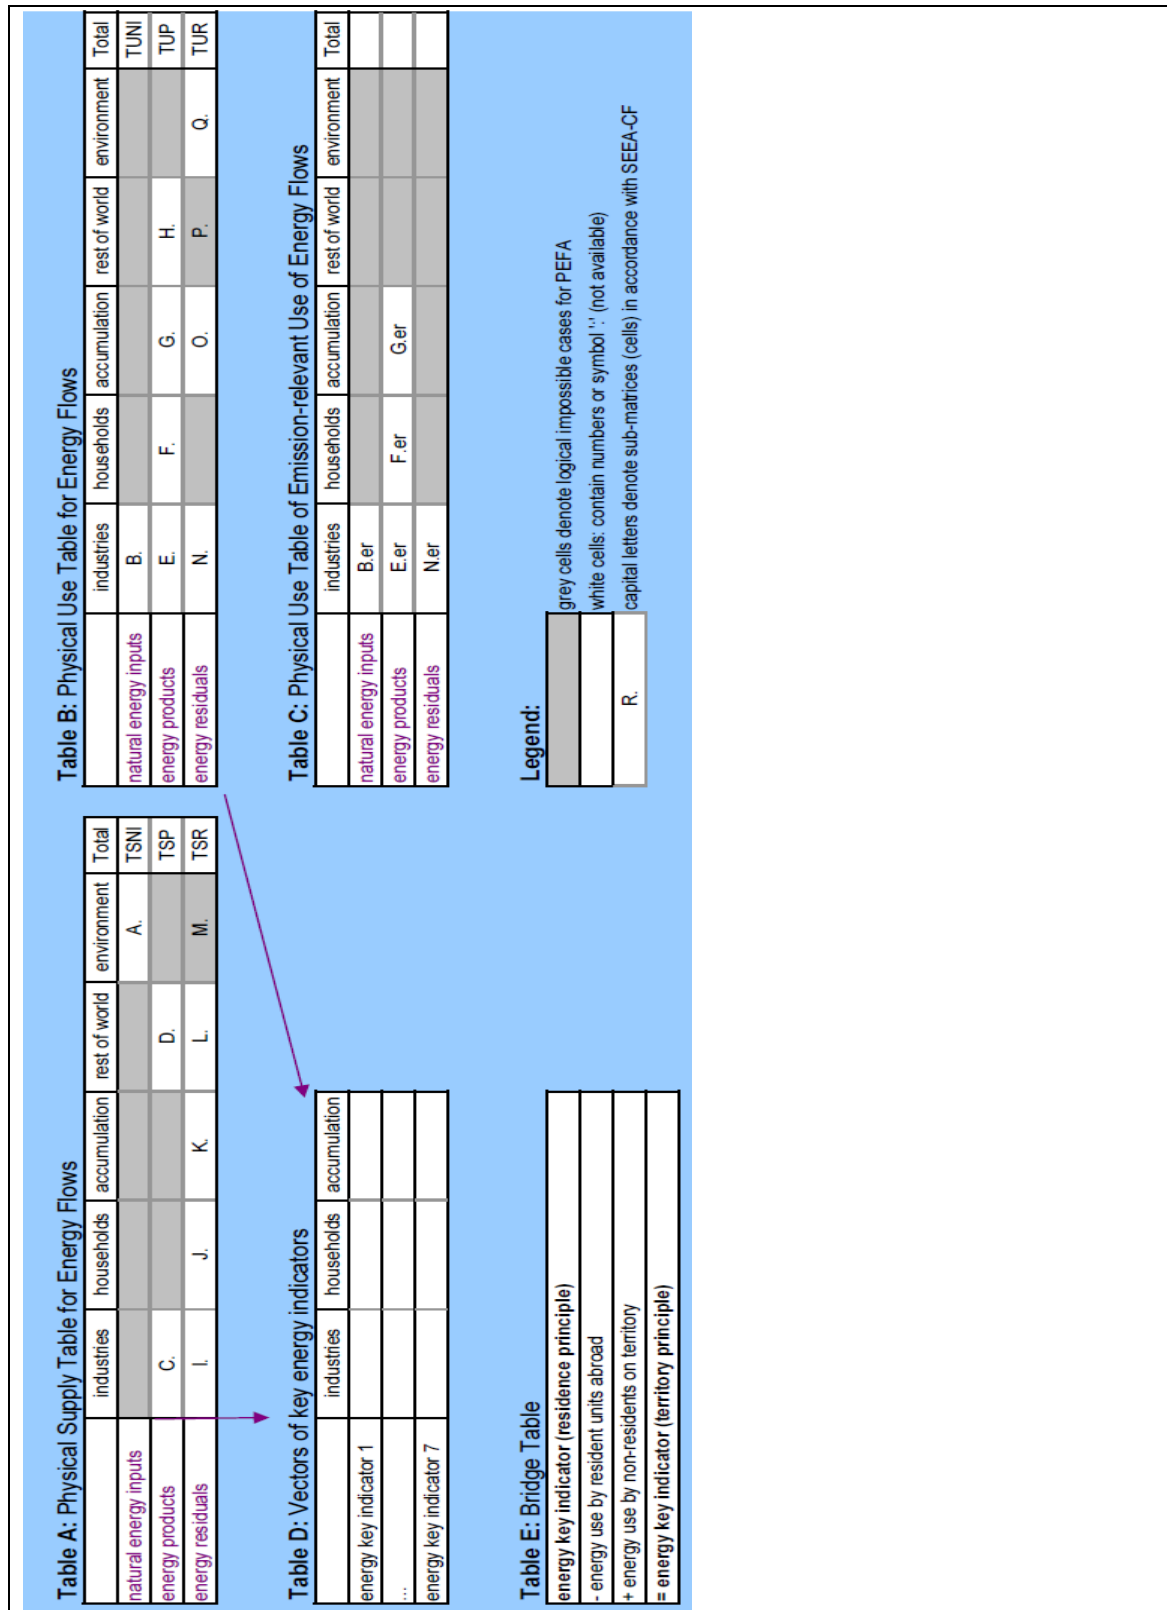 Table A: Physical Supply Table for Energy Flows
industries households accumulation rest of world environment Total
natural energy inputs A. TSNI
energy products C. D. TSP
energy residuals I. J. K. L. M. TSR
Table B: Physical Use Table for Energy Flows
industries households accumulation rest of world environment Total
natural energy inputs B. TUNI
energy products E. F. G. H. TUP
energy residuals N. O. P. Q. TUR
Table D: Vectors of key energy indicators
industries households accumulation
energy key indicator 1
...
energy key indicator 7
Table C: Physical Use Table of Emission-relevant Use of Energy Flows
industries households accumulation rest of world environment Total
natural energy inputs B.er
energy products E.er F.er G.er
energy residuals N.er
Table E: Bridge Table
energy key indicator (residence principle)
- energy use by resident units abroad
+ energy use by non-residents on territory
= energy key indicator (territory principle)
Legend:
grey cells denote logical impossible cases for PEFA
white cells: contain numbers or symbol ':' (not available)
R. capital letters denote sub-matrices (cells) in accordance with SEEA-CF